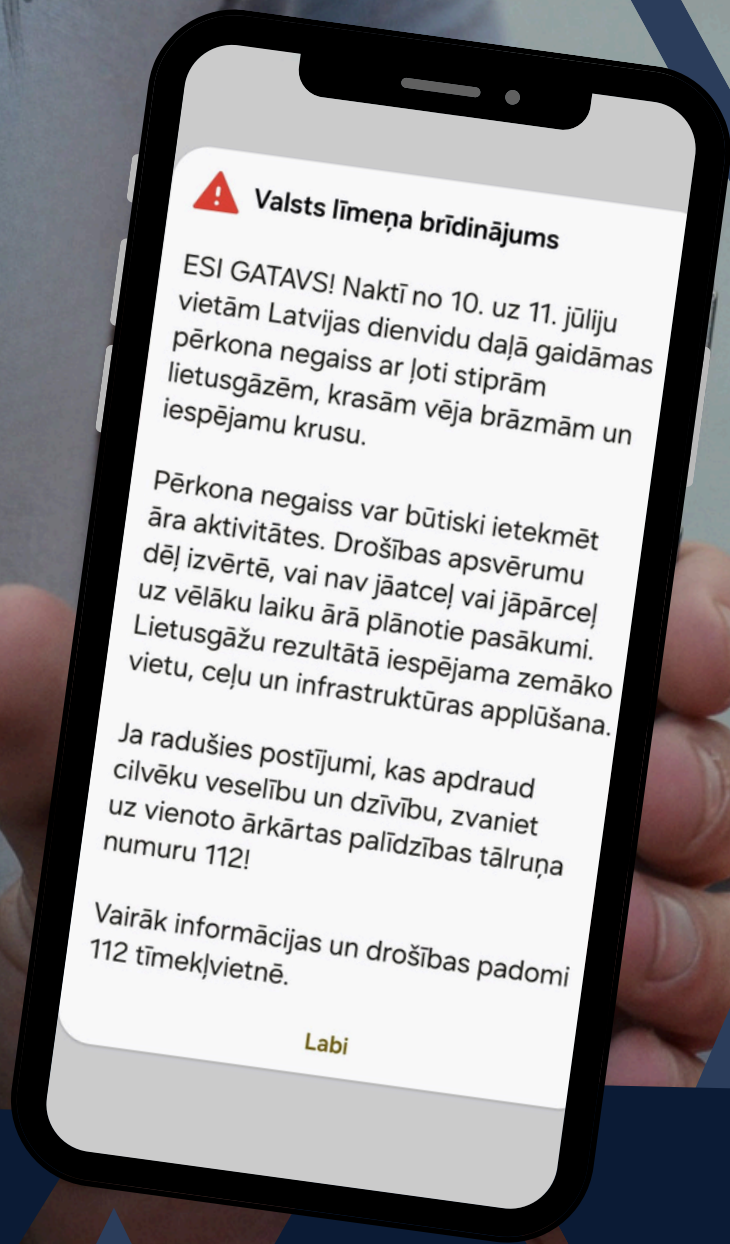 Valsts līmeņa brīdinājums
ESI GATAVS! Naktī no 10. uz 11. jūliju
vietām Latvijas dienvidu daļā gaidāmas
pērkona negaiss ar ļoti stiprām
lietusgāzēm, krasām vēja brāzmām un
iespējamu krusu.
Pērkona negaiss var būtiski ietekmēt
āra aktivitātes. Drošības apsvērumu
dēļ izvērtē, vai nav jāatceļ vai jāpārceļ
uz vēlāku laiku ārā plānotie pasākumi.
Lietusgāžu rezultātā iespējama zemāko
vietu, ceļu un infrastruktūras applūšana.
Ja radušies postījumi, kas apdraud
cilvēku veselību un dzīvību, zvaniet
uz vienoto ārkārtas palīdzības tālruņa
numuru 112!
Vairāk informācijas un drošības padomi
112 tīmekļvietnē.
Labi